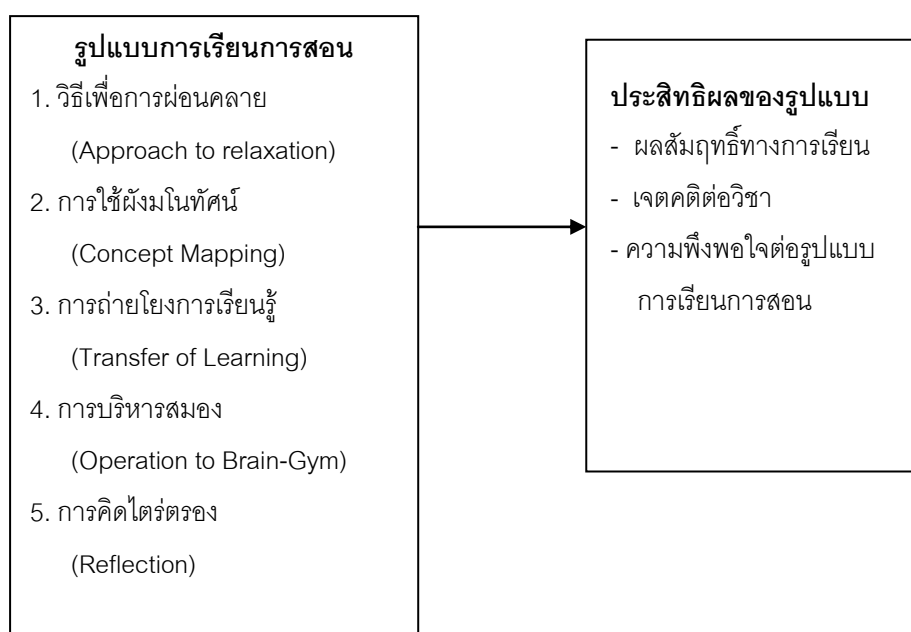 รูปแบบการเรียนการสอน
1. วิธีเพื่อการผ่อนคลาย
(Approach to relaxation)
2. การใช้ผังมโนทัศน์
(Concept Mapping)
3. การถ่ายโยงการเรียนรู้
(Transfer of Learning)
4. การบริหารสมอง
(Operation to Brain-Gym)
5. การคิดไตร่ตรอง
(Reflection)
ประสิทธิผลของรูปแบบ
- ผลสัมฤทธิ์ทางการเรียน
- เจตคติต่อวิชา
- ความพึงพอใจต่อรูปแบบ
การเรียนการสอน